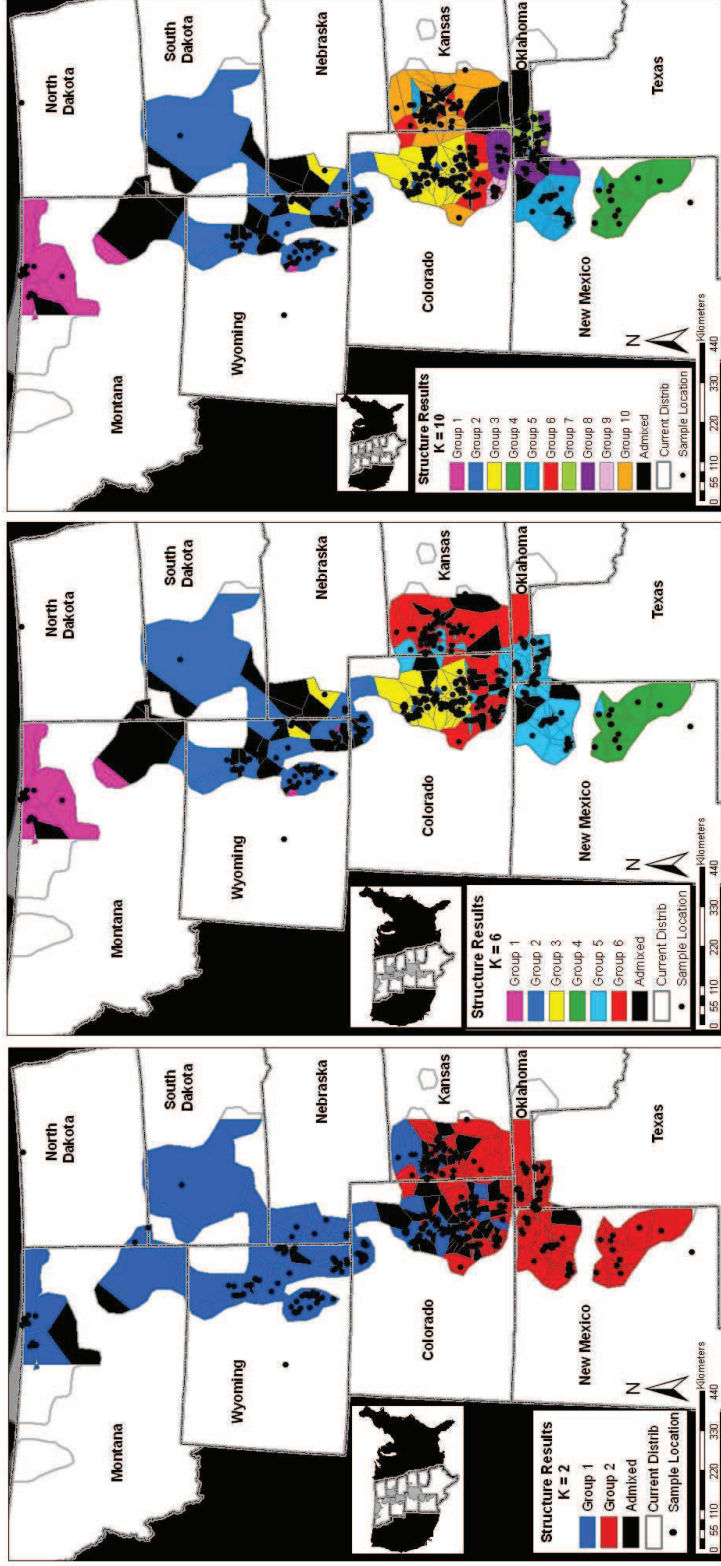 North
Dakota
South
Dakota
Montana
Wyoming
Nebraska
Kansas
Colorado
Oklahoma
New Mexico
Texas
Structure Results
K = 2
Group 1
Group 2
Admixed
Current Distrib
Sample Location
N
Kilometers
0 55 110 220 330 440
North
Dakota
South
Dakota
Montana
Wyoming
Nebraska
Kansas
Colorado
Oklahoma
New Mexico
Texas
Structure Results
K = 6
Group 1
Group 2
Group 3
Group 4
Group 5
Group 6
Admixed
Current Distrib
Sample Location
N
Kilometers
0 55 110 220 330 440
North
Dakota
South
Dakota
Montana
Wyoming
Nebraska
Kansas
Colorado
Oklahoma
New Mexico
Texas
Structure Results
K = 10
Group 1
Group 2
Group 3
Group 4
Group 5
Group 6
Group 7
Group 8
Group 9
Group 10
Admixed
Current Distrib
Sample Location
N
Kilometers
0 55 110 220 330 440